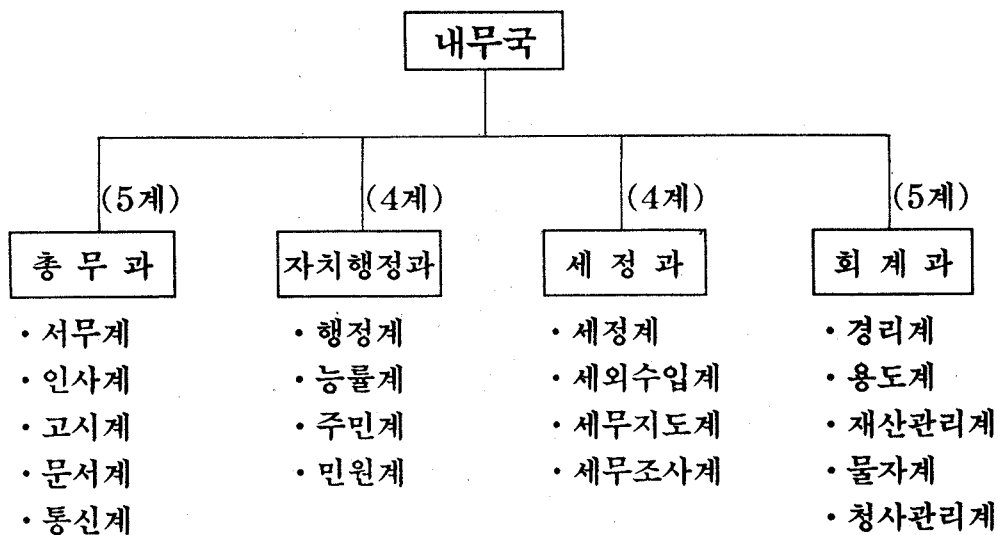 내무국
(5계) (4계) (4계) (5계)
총무과 자치행정과 세정과 회계과
· 서무계 · 행정계 · 세정계 · 경리계
· 인사계 · 능률계 · 세외수입계 · 용도계
· 고시계 · 주민계 · 세무지도계 · 재산관리계
· 문서계 · 민원계 · 세무조사계 · 물자계
· 통신계 · 청사관리계